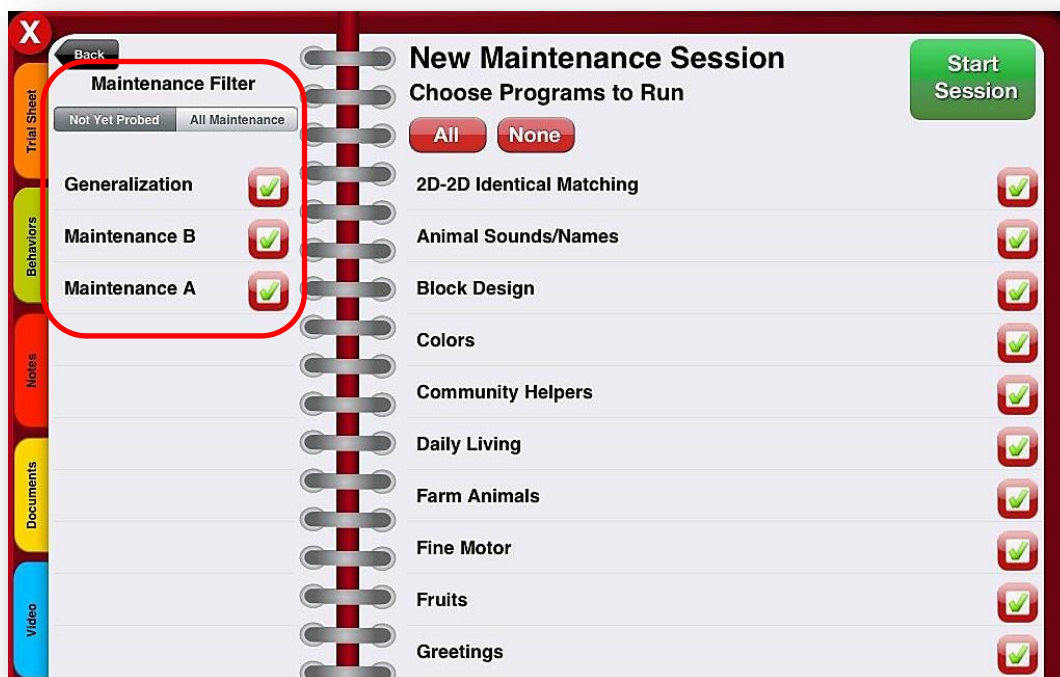 X
Back
Maintenance Filter
Not Yet Probed All Maintenance
Generalization
Maintenance B
Maintenance A
Trial Sheet
Behaviors
Notes
Documents
Video
New Maintenance Session
Choose Programs to Run
All None
Start
Session
2D-2D Identical Matching
Animal Sounds/Names
Block Design
Colors
Community Helpers
Daily Living
Farm Animals
Fine Motor
Fruits
Greetings